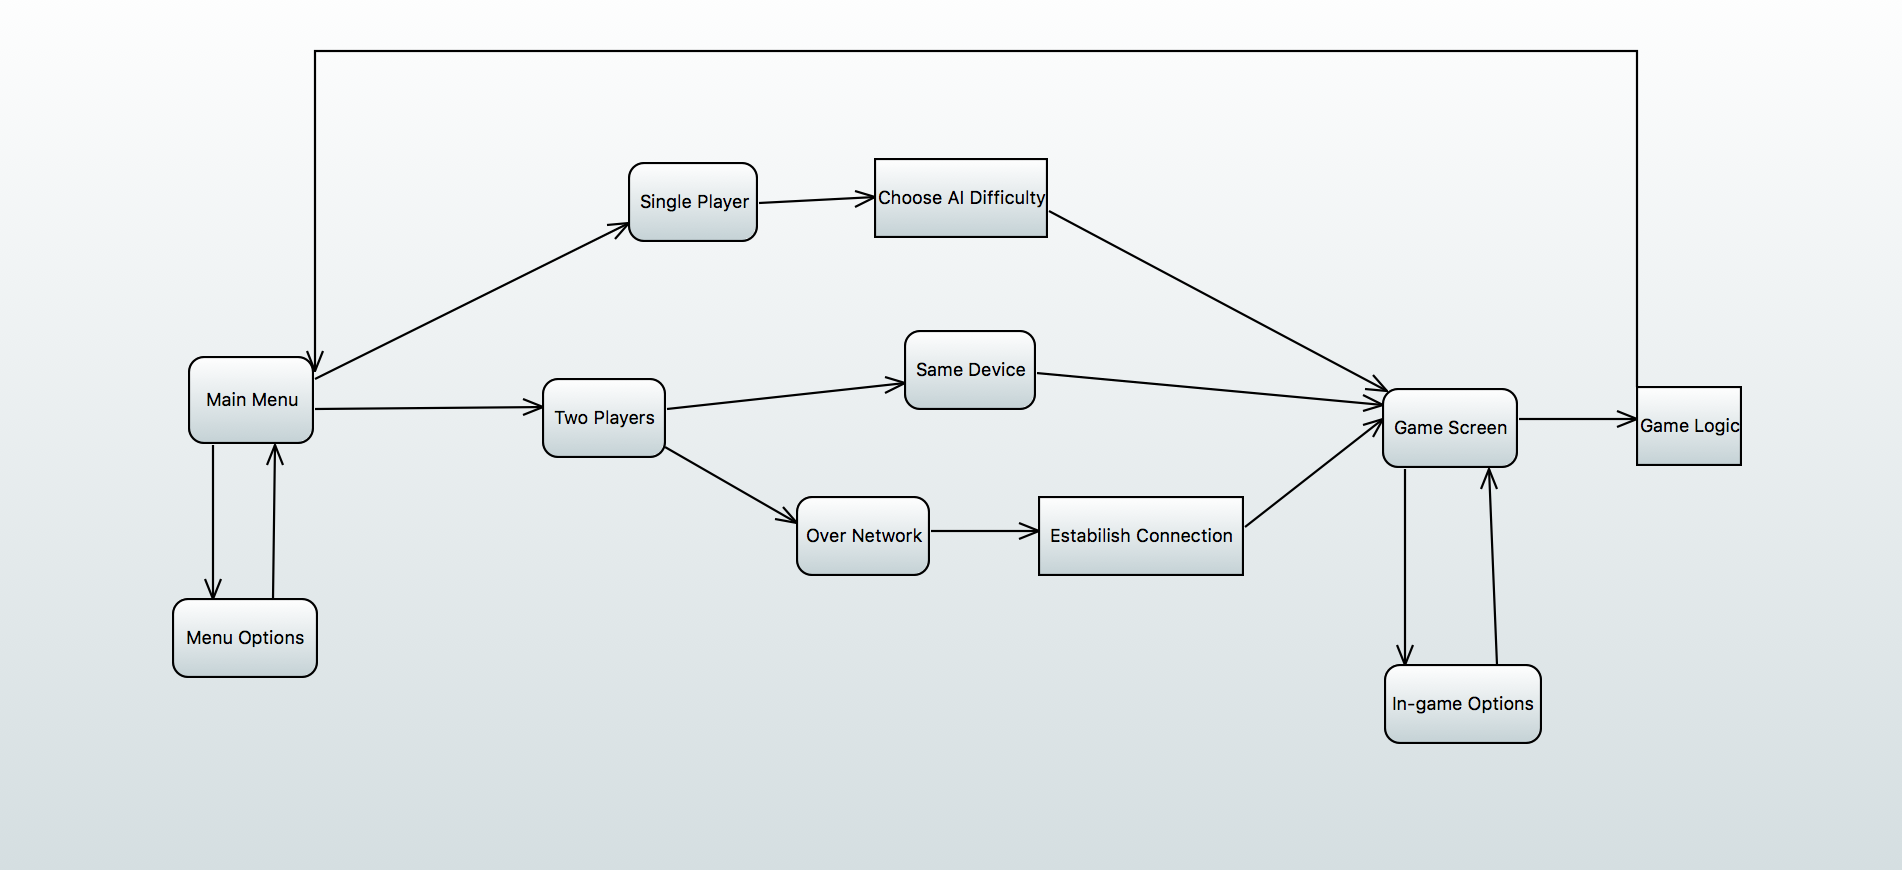 Single Player
Choose AI Difficulty
Same Device
Main Menu
Two Players
Game Screen
Game Logic
Over Network
Estabilish Connection
Menu Options
In-game Options